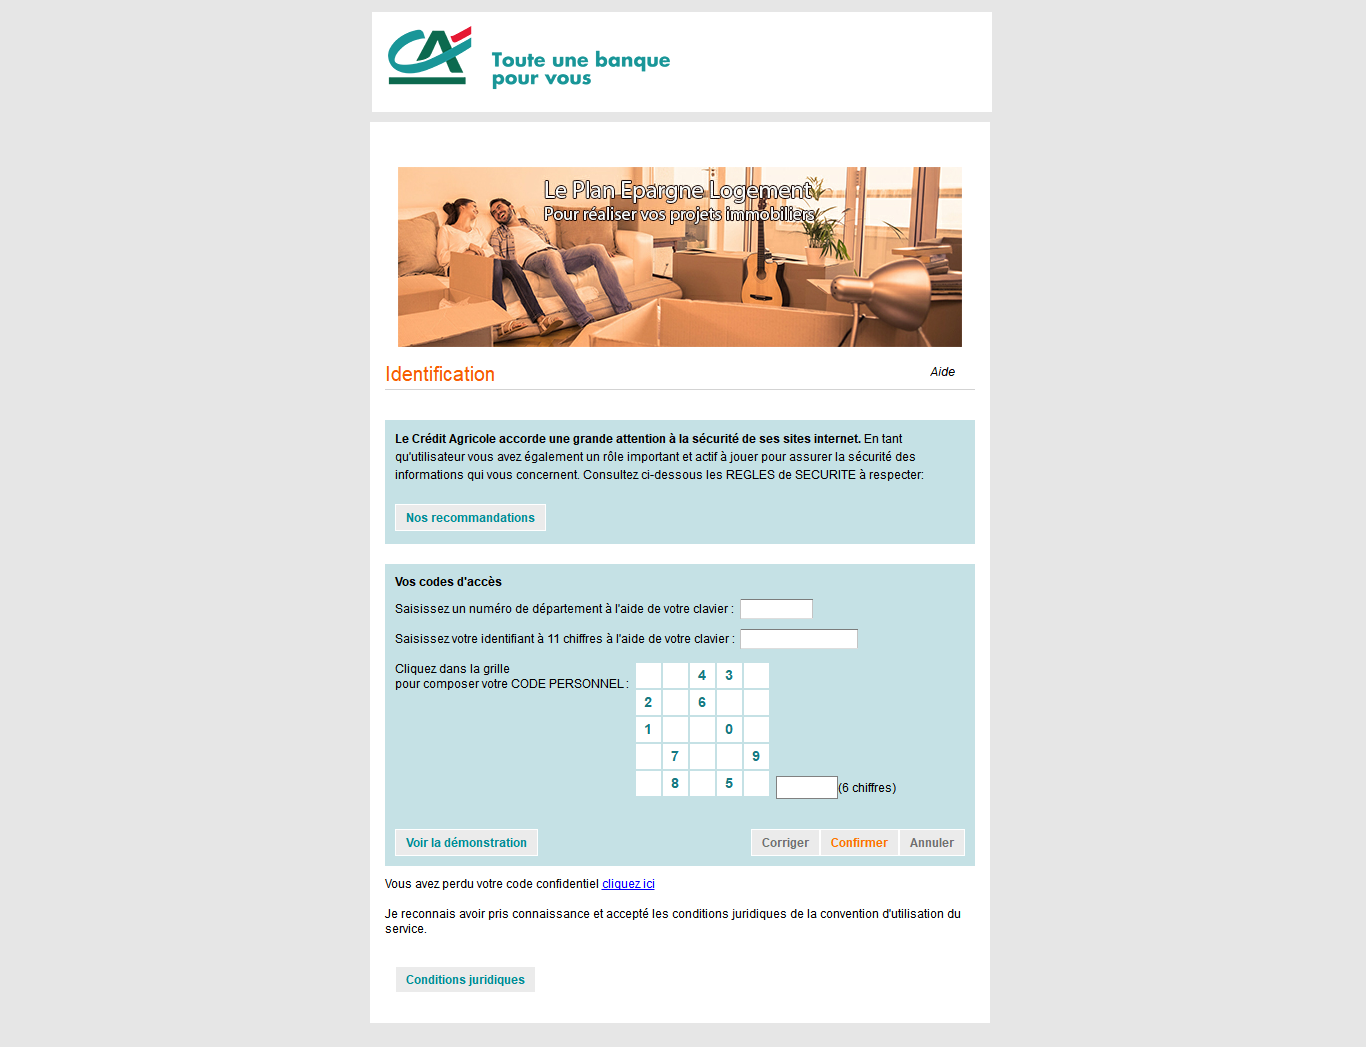 CA
Toute une banque
pour vous
Le Plan Epargne Logement
Pour réaliser vos projets immobiliers
Identification
Aide
Le Crédit Agricole accorde une grande attention à la sécurité de ses sites internet. En tant
qu'utilisateur vous avez également un rôle important et actif à jouer pour assurer la sécurité des
informations qui vous concernent. Consultez ci-dessous les REGLES de SECURITE à respecter:
Nos recommandations
Vos codes d'accès
Saisissez un numéro de département à l'aide de votre clavier :
Saisissez votre identifiant à 11 chiffres à l'aide de votre clavier :
Cliquez dans la grille
pour composer votre CODE PERSONNEL :
4 3
2 6
1 0
7 9
8 5
(6 chiffres)
Voir la démonstration
Corriger Confirmer Annuler
Vous avez perdu votre code confidentiel cliquez ici
Je reconnais avoir pris connaissance et accepté les conditions juridiques de la convention d'utilisation du
service.
Conditions juridiques